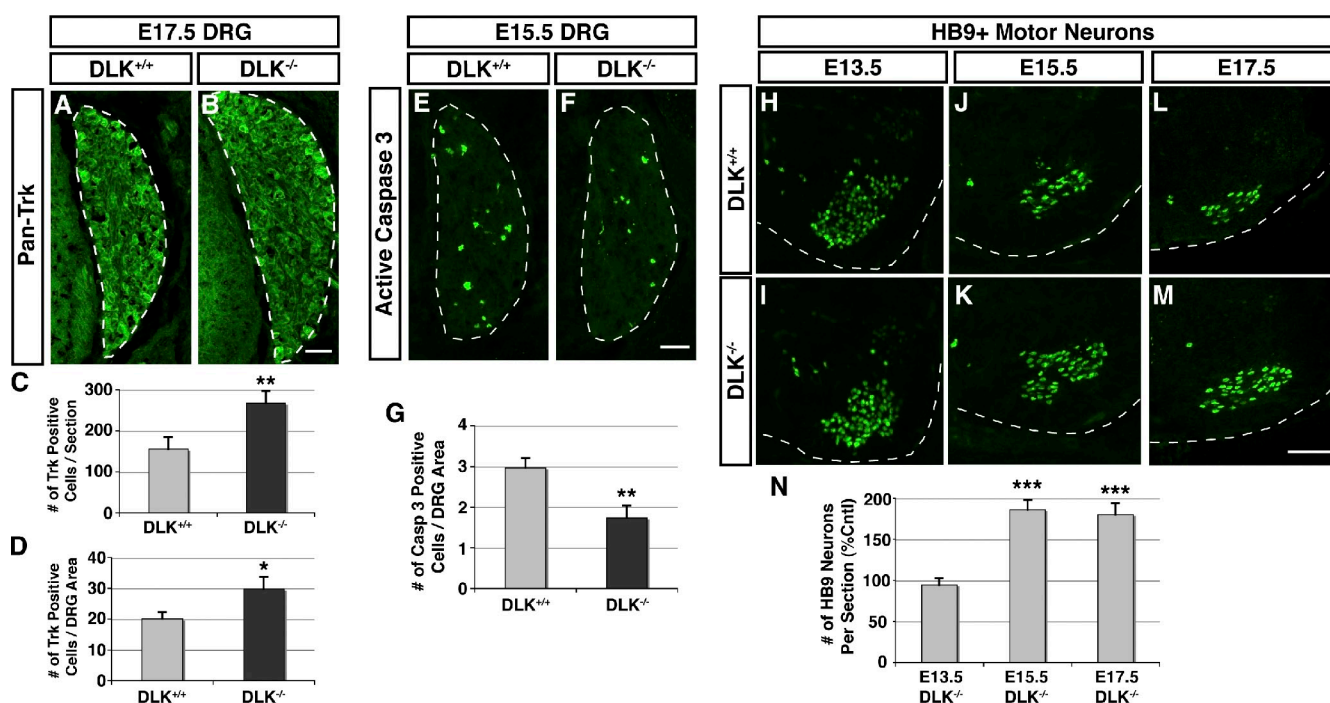 E17.5 DRG
DLK+/+
DLK-/-
Pan-Trk
A
B
C
# of Trk Positive
Cells / Section
300
200
100
0
**
DLK+/+
DLK-/-
D
# of Trk Positive
Cells / DRG Area
40
30
20
10
0
*
DLK+/+
DLK-/-
E15.5 DRG
DLK+/+
DLK-/-
Active Caspase 3
E
F
G
# of Casp 3 Positive
Cells / DRG Area
4
3
2
1
0
**
DLK+/+
DLK-/-
HB9+ Motor Neurons
E13.5
E15.5
E17.5
DLK+/+
H
J
L
DLK-/-
I
K
M
N
# of HB9 Neurons
Per Section (%Cntl)
200
150
100
50
0
***
***
E13.5
DLK-/-
E15.5
DLK-/-
E17.5
DLK-/-